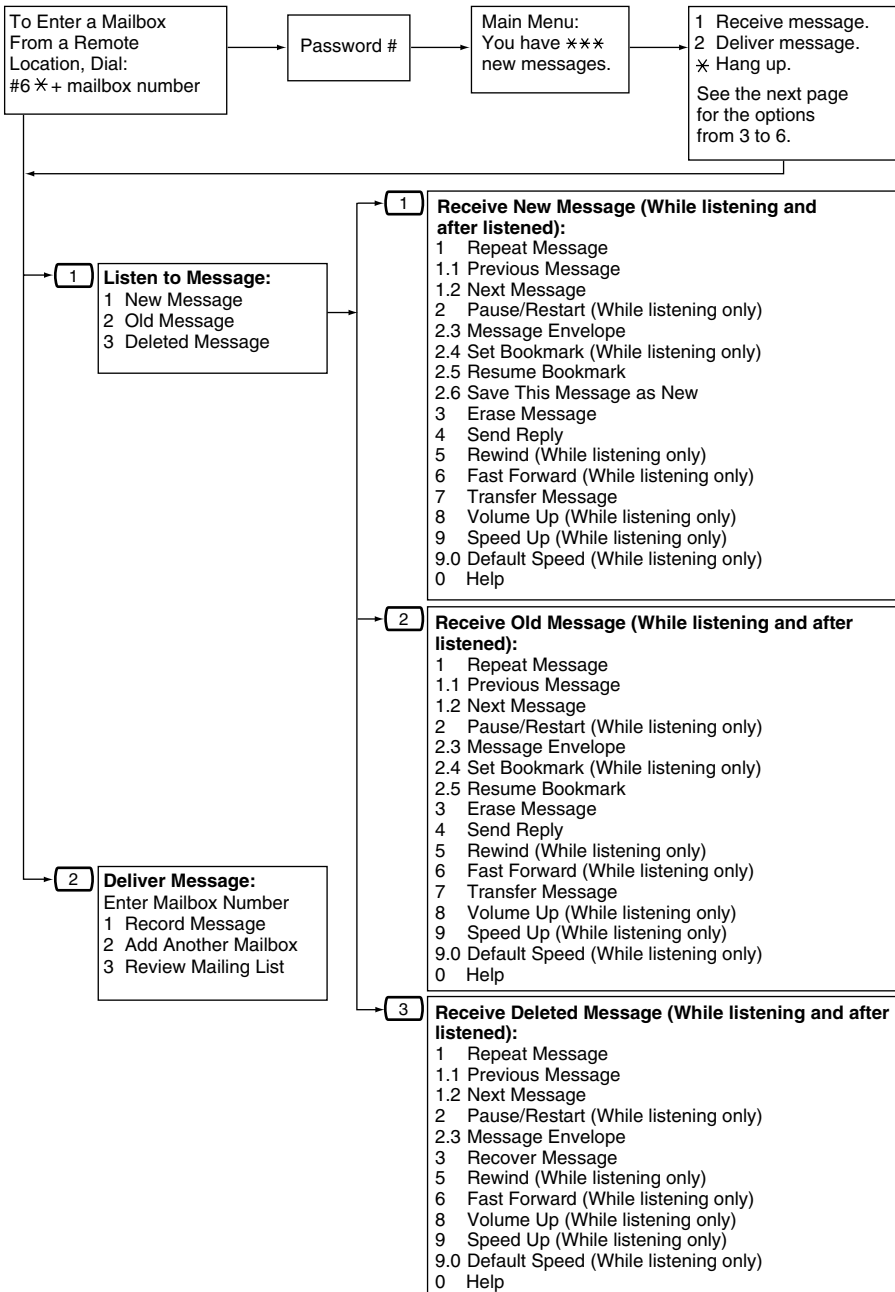 To Enter a Mailbox
From a Remote
Location, Dial:
#6 * + mailbox number
Password #
Main Menu:
You have ***
new messages.
1 Receive message.
2 Deliver message.
* Hang up.
See the next page
for the options
from 3 to 6.
1
Listen to Message:
1 New Message
2 Old Message
3 Deleted Message
1
Receive New Message (While listening and
after listened):
1 Repeat Message
1.1 Previous Message
1.2 Next Message
2 Pause/Restart (While listening only)
2.3 Message Envelope
2.4 Set Bookmark (While listening only)
2.5 Resume Bookmark
2.6 Save This Message as New
3 Erase Message
4 Send Reply
5 Rewind (While listening only)
6 Fast Forward (While listening only)
7 Transfer Message
8 Volume Up (While listening only)
9 Speed Up (While listening only)
9.0 Default Speed (While listening only)
0 Help
2
Receive Old Message (While listening and after
listened):
1 Repeat Message
1.1 Previous Message
1.2 Next Message
2 Pause/Restart (While listening only)
2.3 Message Envelope
2.4 Set Bookmark (While listening only)
2.5 Resume Bookmark
3 Erase Message
4 Send Reply
5 Rewind (While listening only)
6 Fast Forward (While listening only)
7 Transfer Message
8 Volume Up (While listening only)
9 Speed Up (While listening only)
9.0 Default Speed (While listening only)
0 Help
2
Deliver Message:
Enter Mailbox Number
1 Record Message
2 Add Another Mailbox
3 Review Mailing List
3
Receive Deleted Message (While listening and after
listened):
1 Repeat Message
1.1 Previous Message
1.2 Next Message
2 Pause/Restart (While listening only)
2.3 Message Envelope
3 Recover Message
5 Rewind (While listening only)
6 Fast Forward (While listening only)
8 Volume Up (While listening only)
9 Speed Up (While listening only)
9.0 Default Speed (While listening only)
0 Help